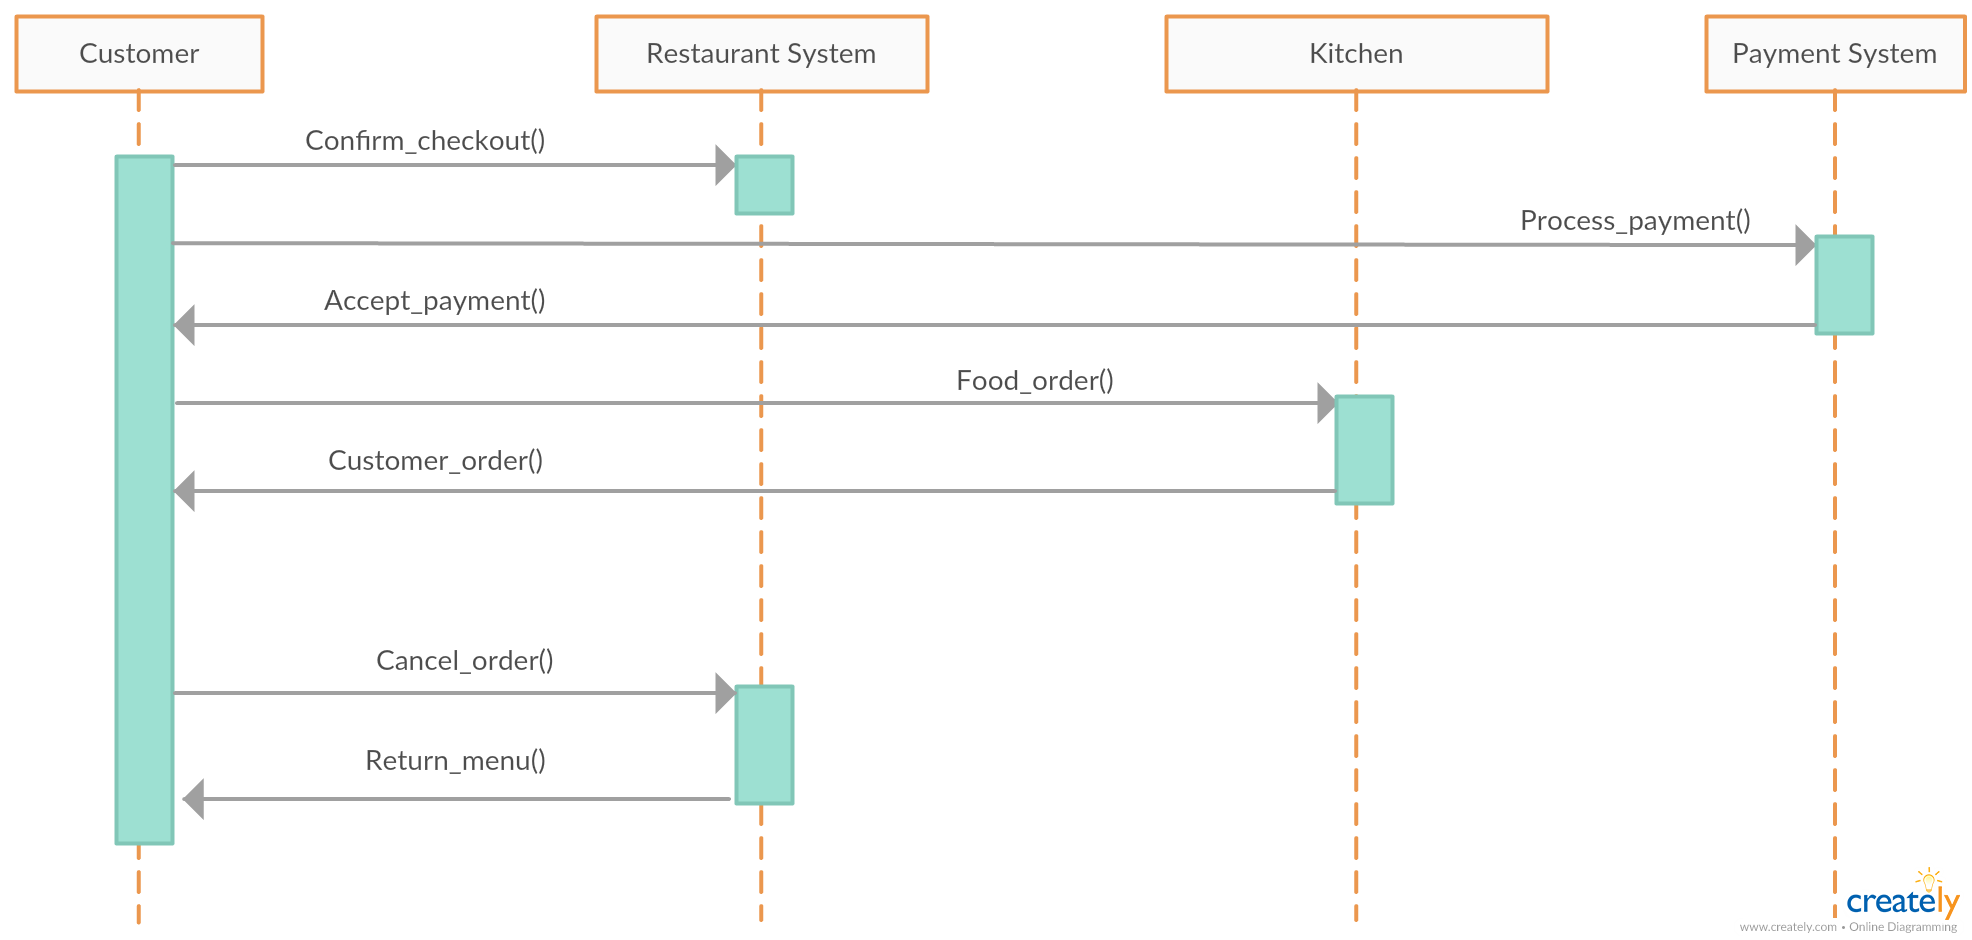 Customer
Restaurant System
Kitchen
Payment System
Confirm_checkout()
Process_payment()
Accept_payment()
Food_order()
Customer_order()
Cancel_order()
Return_menu()
creately
www.creately.com • Online Diagramming